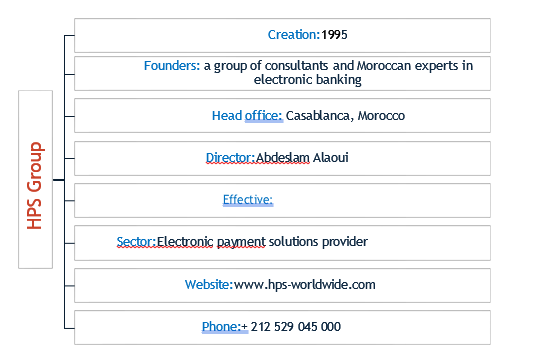 HPS Group
Creation:1995
Founders: a group of consultants and Moroccan experts in
electronic banking
Head office: Casablanca, Morocco
Director:Abdeslam Alaoui
Effective:
Sector:Electronic payment solutions provider
Website:www.hps-worldwide.com
Phone:+ 212 529 045 000